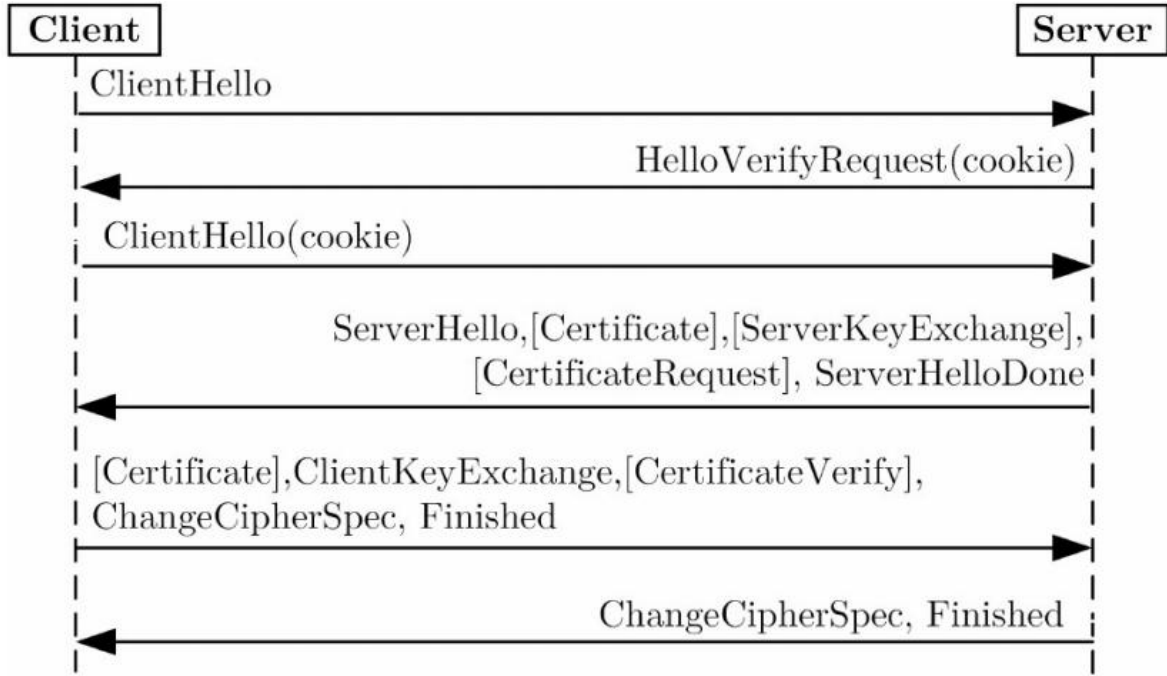 Client
Server
ClientHello
HelloVerifyRequest(cookie)
ClientHello(cookie)
ServerHello,[Certificate],[ServerKeyExchange],
[CertificateRequest], ServerHelloDone
[Certificate],ClientKeyExchange,[CertificateVerify],
ChangeCipherSpec, Finished
ChangeCipherSpec, Finished